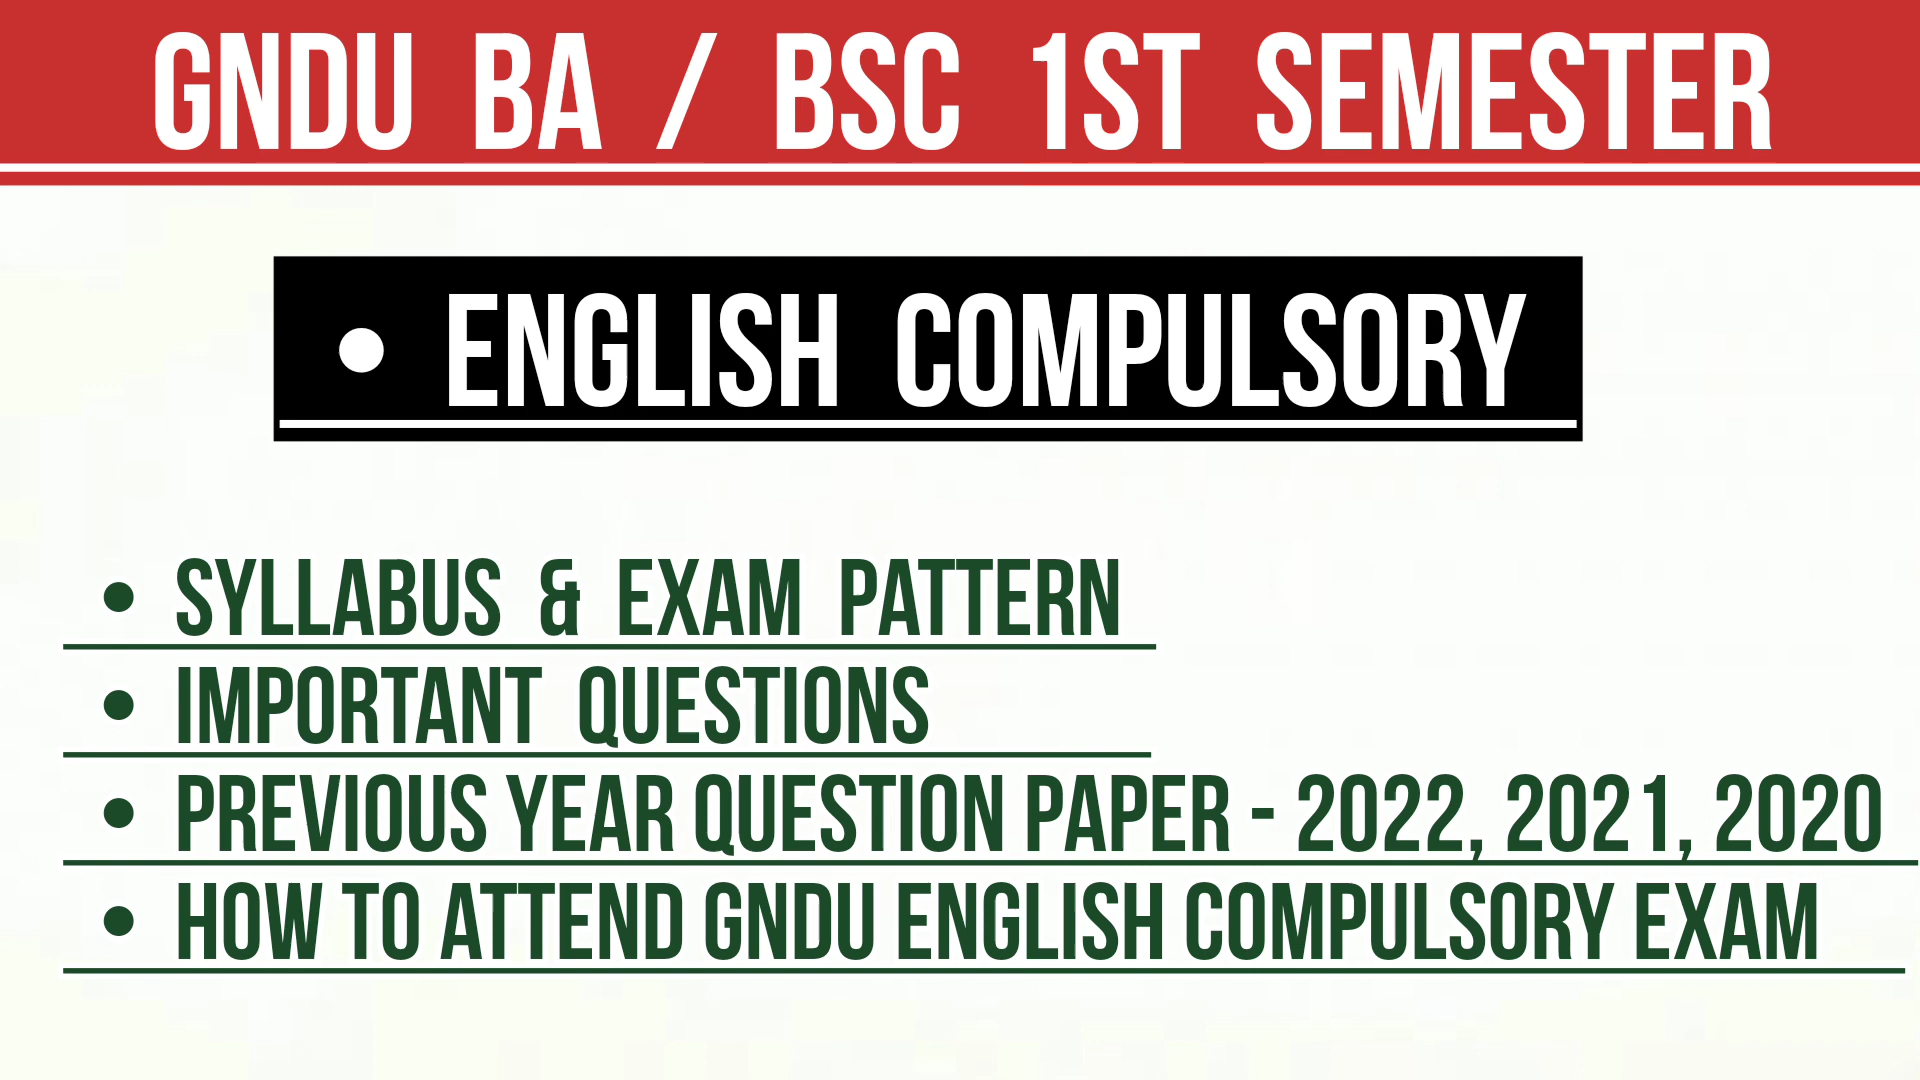 GNDU BA / BSC 1ST SEMESTER
• ENGLISH COMPULSORY
• SYLLABUS & EXAM PATTERN
• IMPORTANT QUESTIONS
• PREVIOUS YEAR QUESTION PAPER - 2022, 2021, 2020
• HOW TO ATTEND GNDU ENGLISH COMPULSORY EXAM